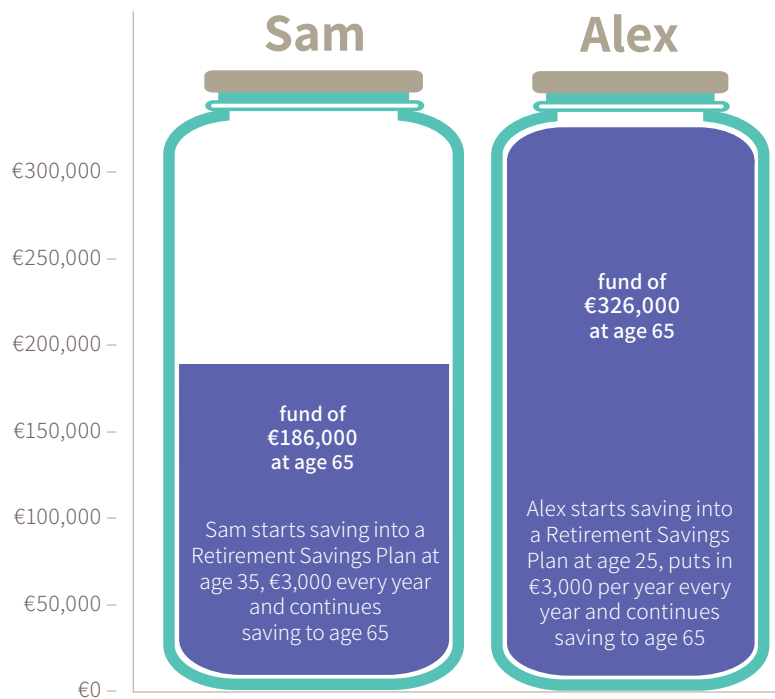 Sam
Alex
€300,000
€250,000
€200,000
€150,000
€100,000
€50,000
€0
fund of
€186,000
at age 65
Sam starts saving into a
Retirement Savings Plan at
age 35, €3,000 every year
and continues
saving to age 65
fund of
€326,000
at age 65
Alex starts saving into
a Retirement Savings
Plan at age 25, puts in
€3,000 per year every
year and continues
saving to age 65